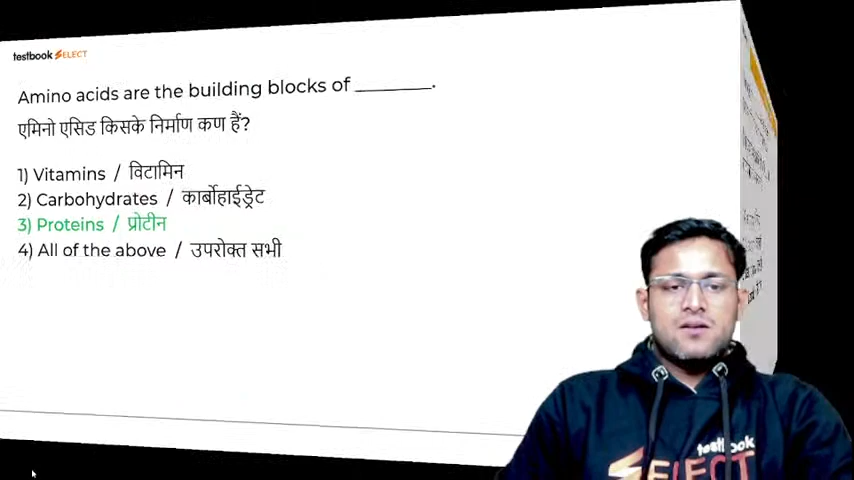 testbook SELECT
Amino acids are the building blocks of ________.
एमिनो एसिड किसके निर्माण कण हैं?
1) Vitamins / विटामिन
2) Carbohydrates / कार्बोहाईड्रेट
3) Proteins / प्रोटीन
4) All of the above / उपरोक्त सभी
testbook
SELECT